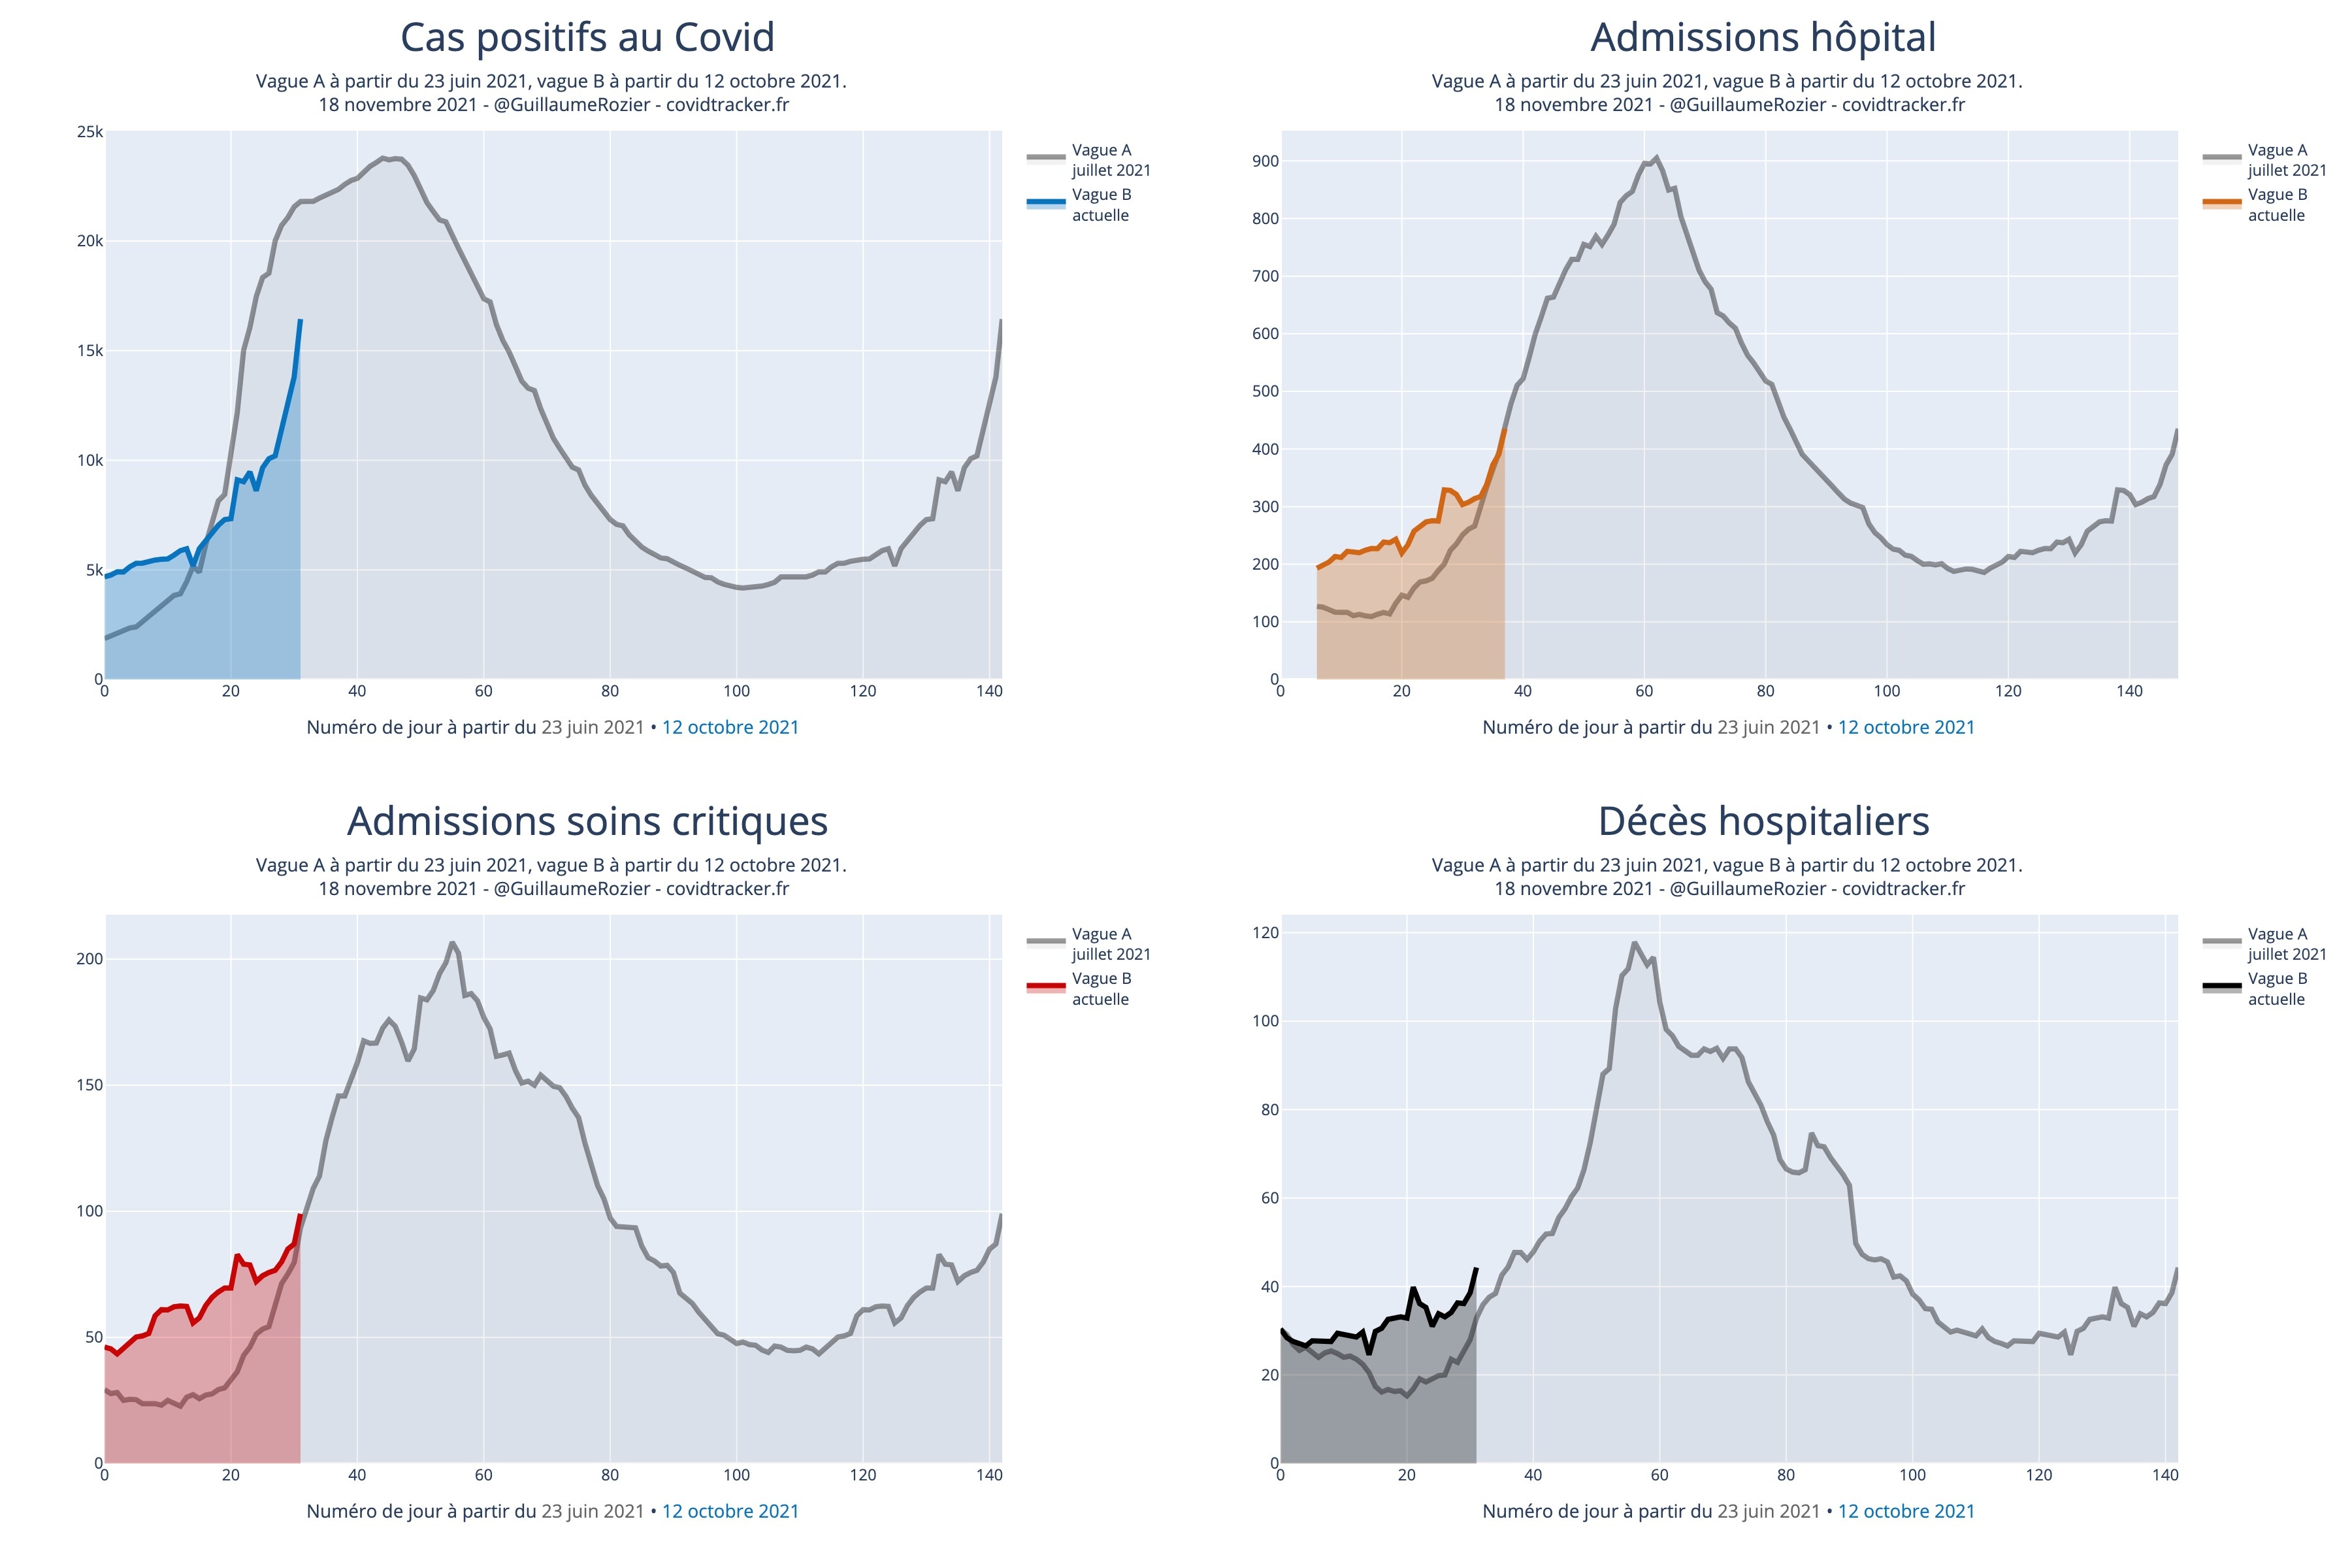 Cas positifs au Covid
Vague A à partir du 23 juin 2021, vague B à partir du 12 octobre 2021.
18 novembre 2021 - @GuillaumeRozier - covidtracker.fr
25k
20k
15k
10k
5k
0
0 20 40 60 80 100 120 140
Numéro de jour à partir du 23 juin 2021 • 12 octobre 2021
Vague A
juillet 2021
Vague B
actuelle
Admissions hôpital
Vague A à partir du 23 juin 2021, vague B à partir du 12 octobre 2021.
18 novembre 2021 - @GuillaumeRozier - covidtracker.fr
900
800
700
600
500
400
300
200
100
0
0 20 40 60 80 100 120 140
Numéro de jour à partir du 23 juin 2021 • 12 octobre 2021
Vague A
juillet 2021
Vague B
actuelle
Admissions soins critiques
Vague A à partir du 23 juin 2021, vague B à partir du 12 octobre 2021.
18 novembre 2021 - @GuillaumeRozier - covidtracker.fr
200
150
100
50
0
0 20 40 60 80 100 120 140
Numéro de jour à partir du 23 juin 2021 • 12 octobre 2021
Vague A
juillet 2021
Vague B
actuelle
Décès hospitaliers
Vague A à partir du 23 juin 2021, vague B à partir du 12 octobre 2021.
18 novembre 2021 - @GuillaumeRozier - covidtracker.fr
120
100
80
60
40
20
0
0 20 40 60 80 100 120 140
Numéro de jour à partir du 23 juin 2021 • 12 octobre 2021
Vague A
juillet 2021
Vague B
actuelle